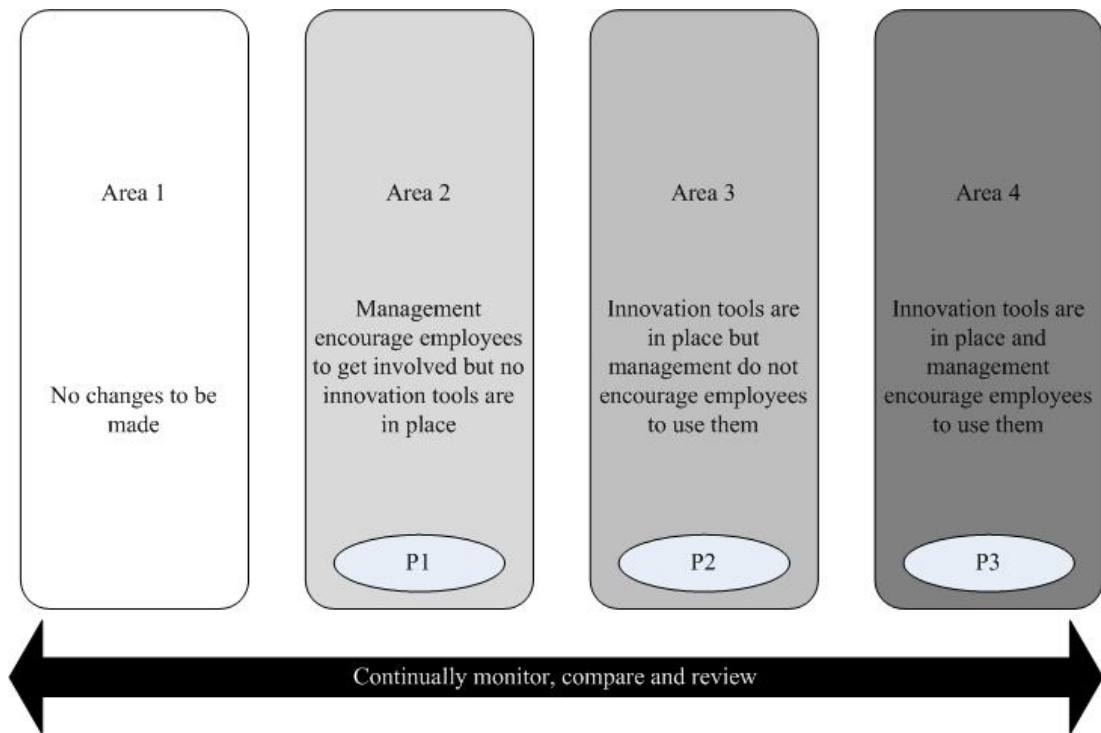 Area 1
No changes to be
made
Area 2
Management
encourage employees
to get involved but no
innovation tools are
in place
P1
Area 3
Innovation tools are
in place but
management do not
encourage employees
to use them
P2
Area 4
Innovation tools are
in place and
management
encourage employees
to use them
P3
Continually monitor, compare and review